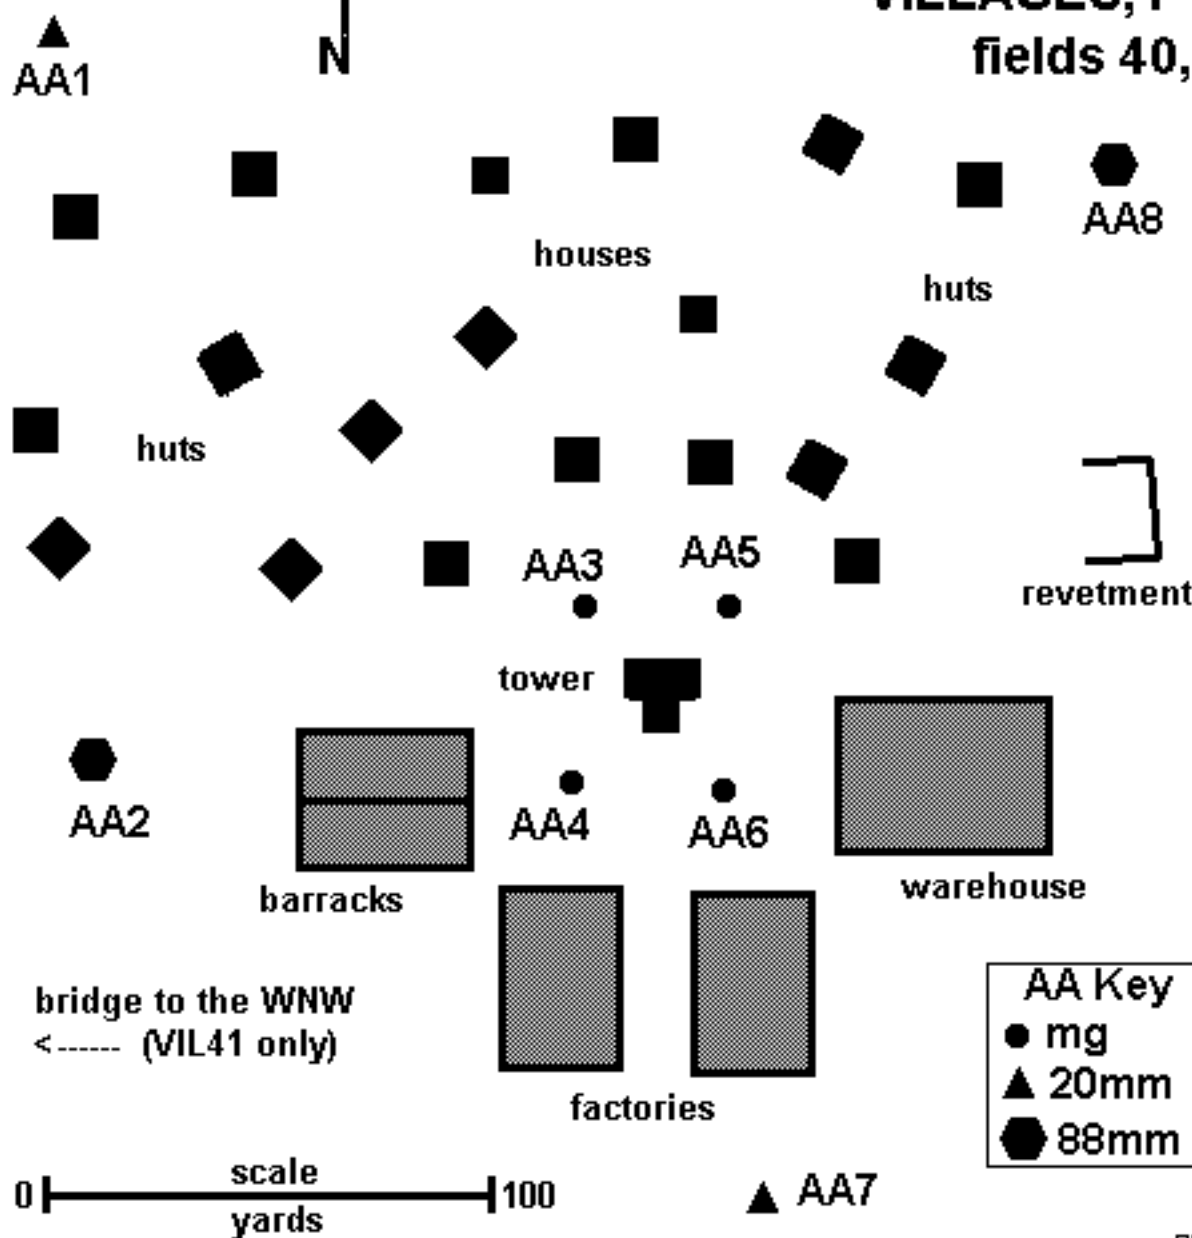 AA1
N
fields 40,
AA8
houses
huts
huts
AA3
AA5
revetment
tower
AA2
AA4
AA6
barracks
warehouse
bridge to the WNW
<------ (VIL41 only)
AA Key
mg
20mm
88mm
factories
scale
0
100
yards
AA7